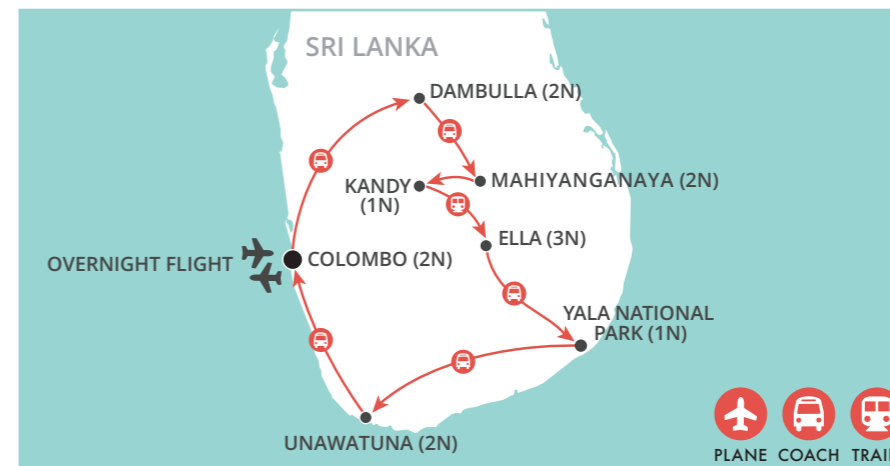 SRI LANKA
DAMBULLA (2N)
MAHIYANGANAYA (2N)
KANDY
(1N)
ELLA (3N)
OVERNIGHT FLIGHT
COLOMBO (2N)
YALA NATIONAL
PARK (1N)
UNAWATUNA (2N)
PLANE COACH TRAI